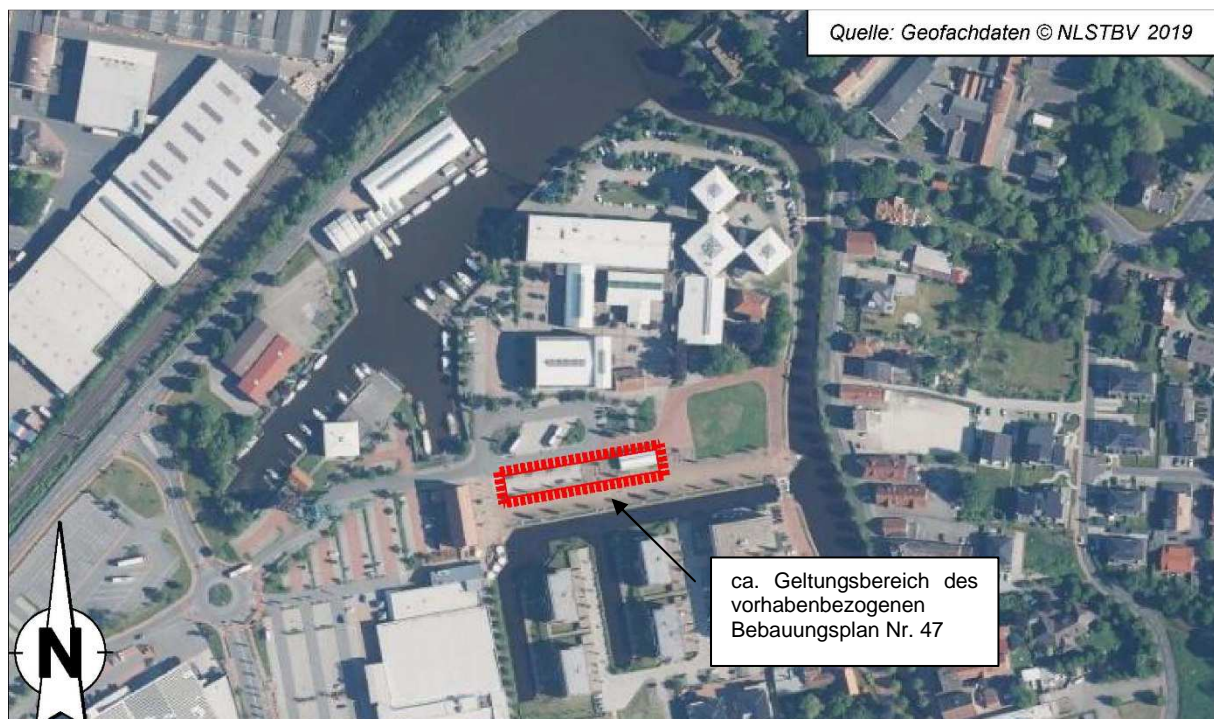 Quelle: Geofachdaten © NLSTBV 2019
ca. Geltungsbereich des
vorhabenbezogenen
Bebauungsplan Nr. 47
N